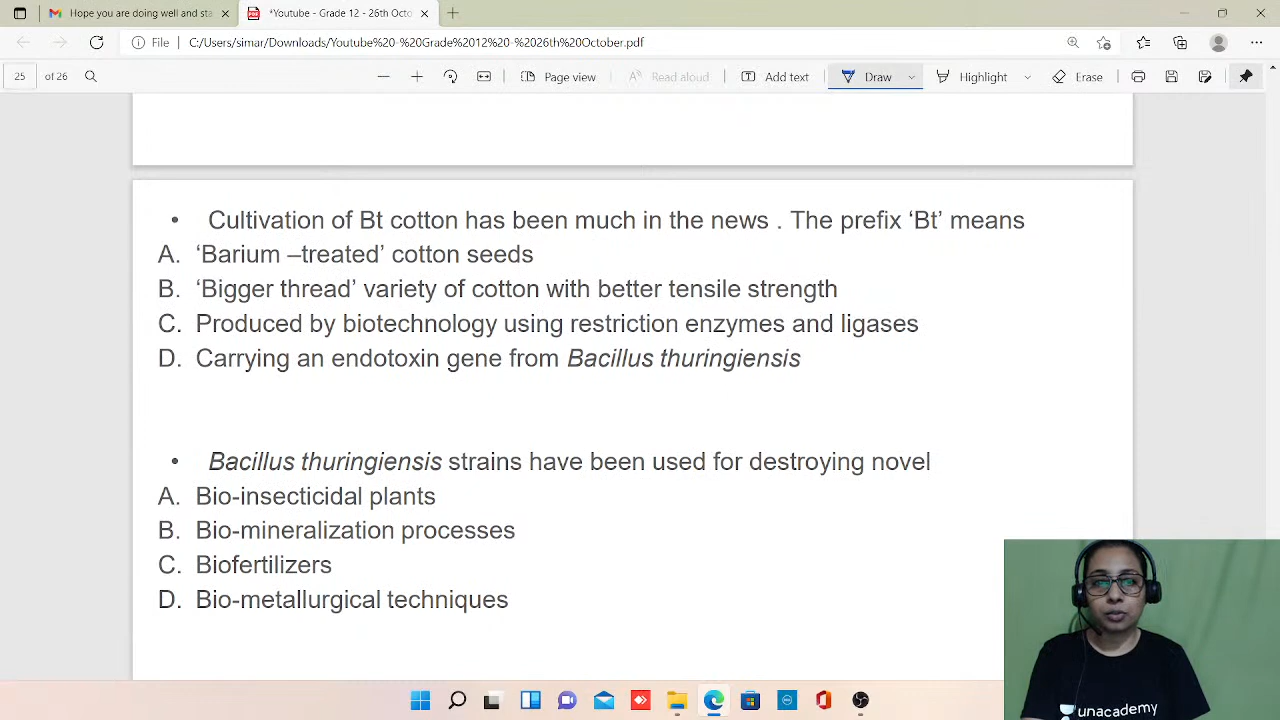 Hope you are doing well and sta
*Youtube - Grade 12 - 26th Octo
File
C:/Users/simar/Downloads/Youtube%20-%20Grade%2012%20-%2026th%20October.pdf
25 of 26
Page view
Read aloud
Add text
Draw
Highlight
Erase
• Cultivation of Bt cotton has been much in the news . The prefix ‘Bt’ means
A. ‘Barium –treated’ cotton seeds
B. ‘Bigger thread’ variety of cotton with better tensile strength
C. Produced by biotechnology using restriction enzymes and ligases
D. Carrying an endotoxin gene from Bacillus thuringiensis
• Bacillus thuringiensis strains have been used for destroying novel
A. Bio-insecticidal plants
B. Bio-mineralization processes
C. Biofertilizers
D. Bio-metallurgical techniques
unacademy